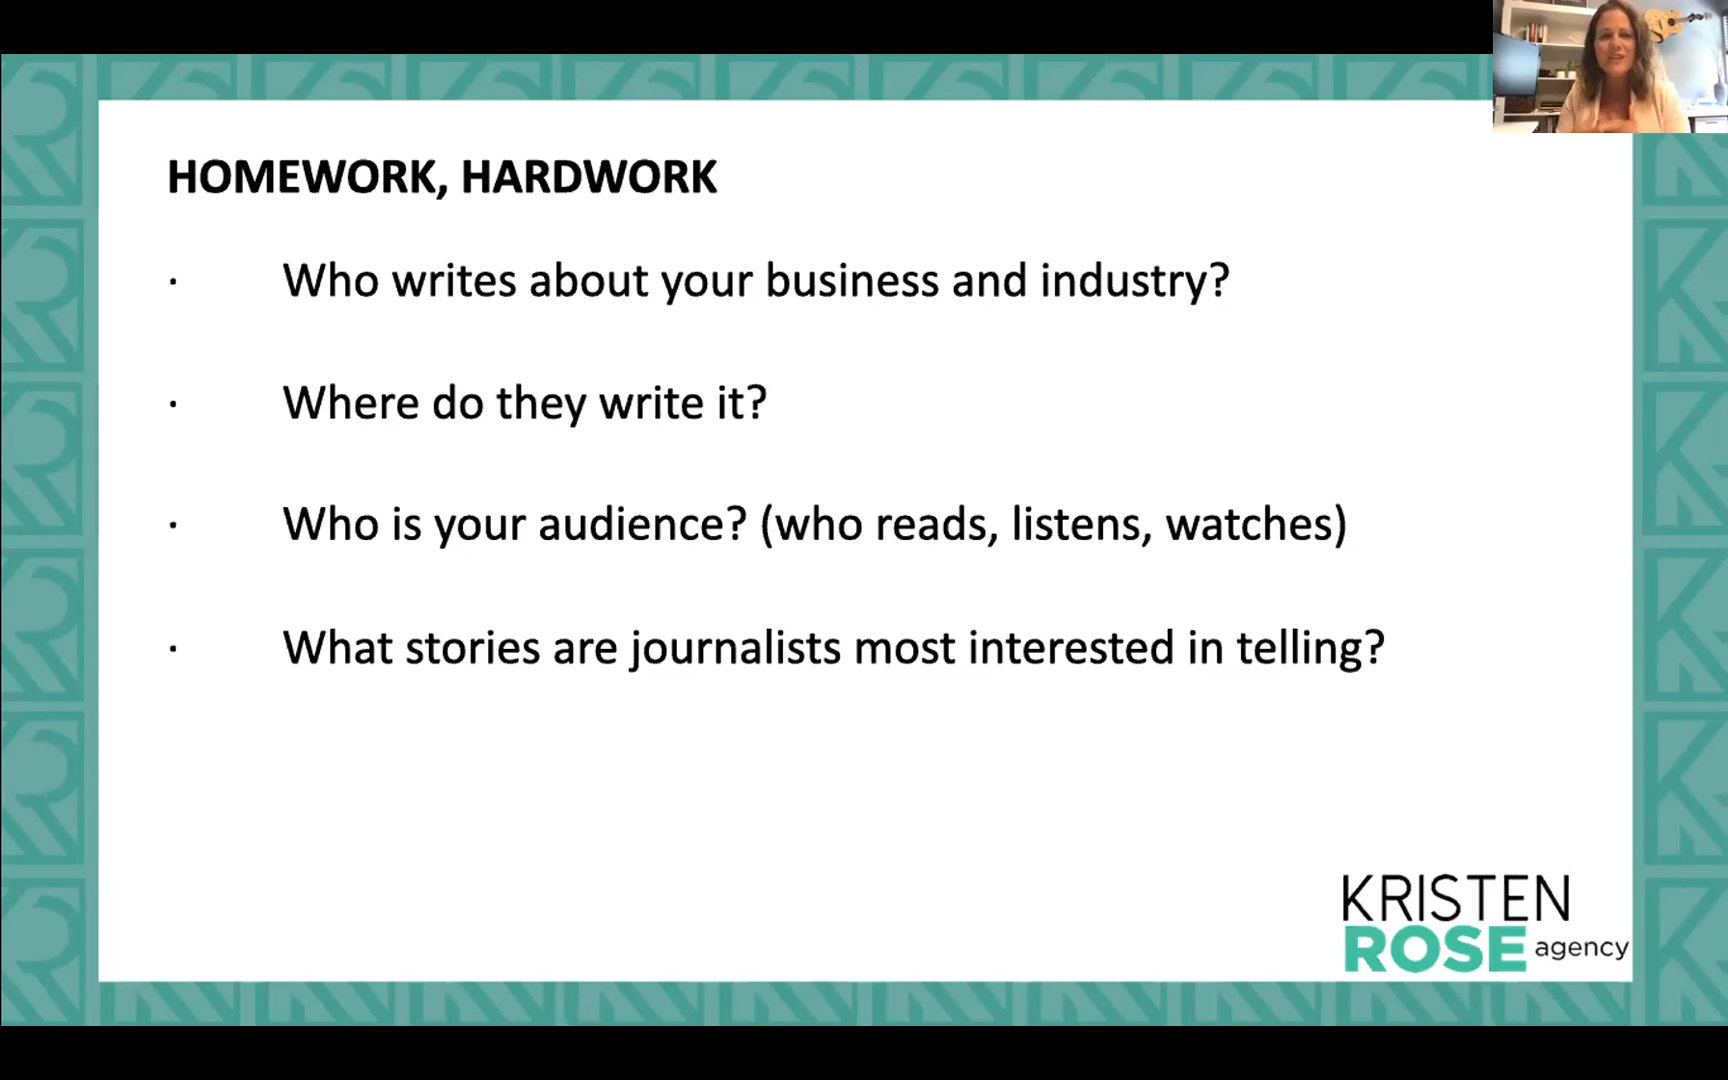 HOMEWORK, HARDWORK
· Who writes about your business and industry?
· Where do they write it?
· Who is your audience? (who reads, listens, watches)
· What stories are journalists most interested in telling?
KRISTEN
ROSE agency